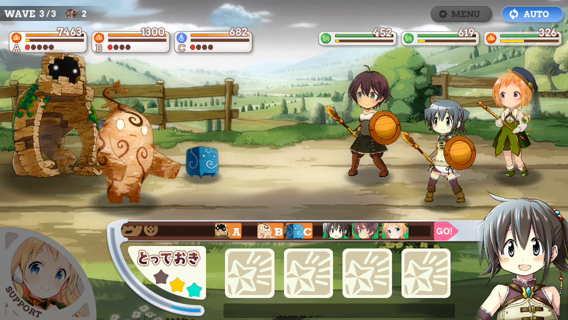 WAVE 3/3 2
MENU
AUTO
7463
A
1300
B
682
C
452
619
326
A
B
C
GO!
とっておき
SUPPORT